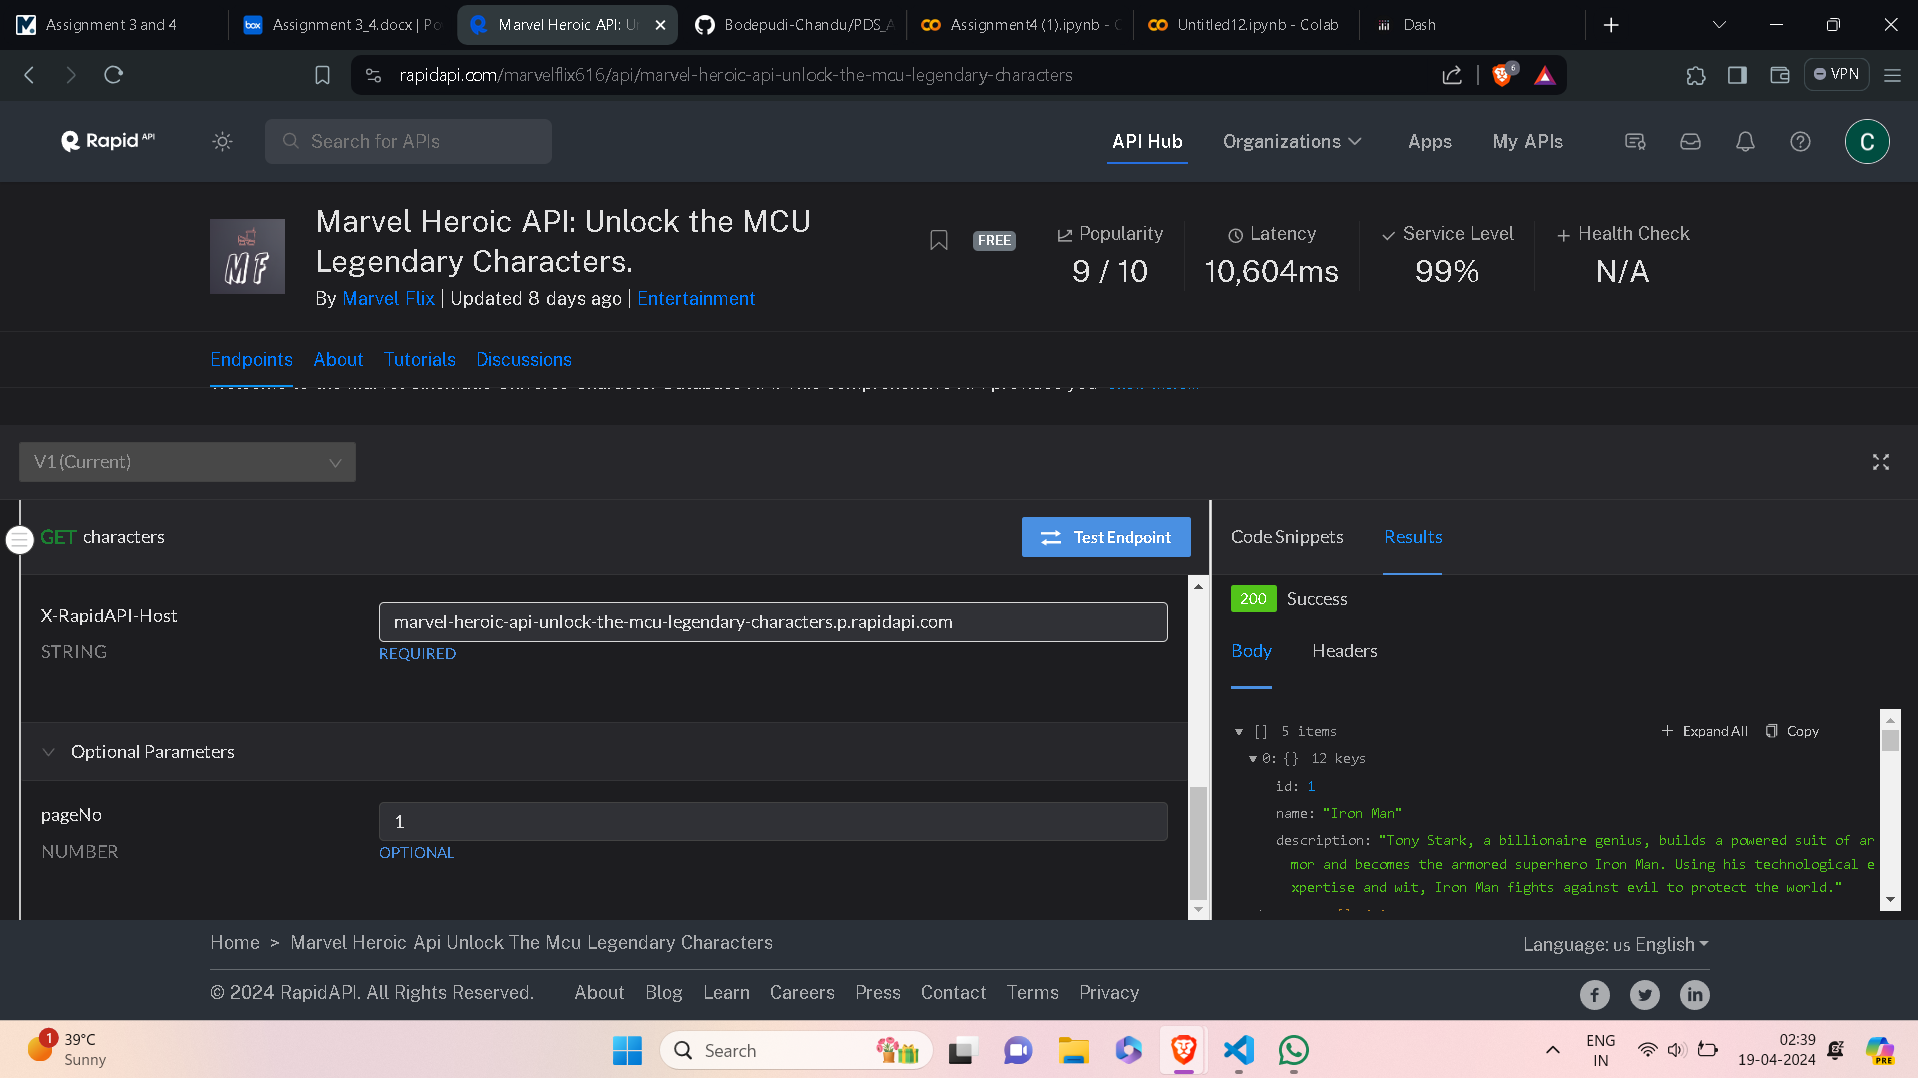 Assignment 3 and 4
box
Assignment 3_4.docx | Po
Marvel Heroic API: U
Bodepudi-Chandu/PDS_A
Assignment4 (1).ipynb - C
Untitled12.ipynb - Colab
Dash
rapidapi.com/marvelflix616/api/marvel-heroic-api-unlock-the-mcu-legendary-characters
6
VPN
Rapid API
Search for APIs
API Hub
Organizations
Apps
My APIs
C
MF
Marvel Heroic API: Unlock the MCU
Legendary Characters.
By Marvel Flix | Updated 8 days ago | Entertainment
FREE
Popularity
9 / 10
Latency
10,604ms
Service Level
99%
Health Check
N/A
Endpoints
About
Tutorials
Discussions
V1 (Current)
GET characters
Test Endpoint
X-RapidAPI-Host
STRING
marvel-heroic-api-unlock-the-mcu-legendary-characters.p.rapidapi.com
REQUIRED
Optional Parameters
pageNo
NUMBER
1
OPTIONAL
Code Snippets
Results
200 Success
Body
Headers
[] 5 items
Expand All
Copy
0: {} 12 keys
id: 1
name: "Iron Man"
description: "Tony Stark, a billionaire genius, builds a powered suit of ar
mor and becomes the armored superhero Iron Man. Using his technological e
xpertise and wit, Iron Man fights against evil to protect the world."
Home > Marvel Heroic Api Unlock The Mcu Legendary Characters
Language: us English
© 2024 RapidAPI. All Rights Reserved.
About
Blog
Learn
Careers
Press
Contact
Terms
Privacy
1
39°C
Sunny
Search
ENG
IN
02:39
19-04-2024
PRE